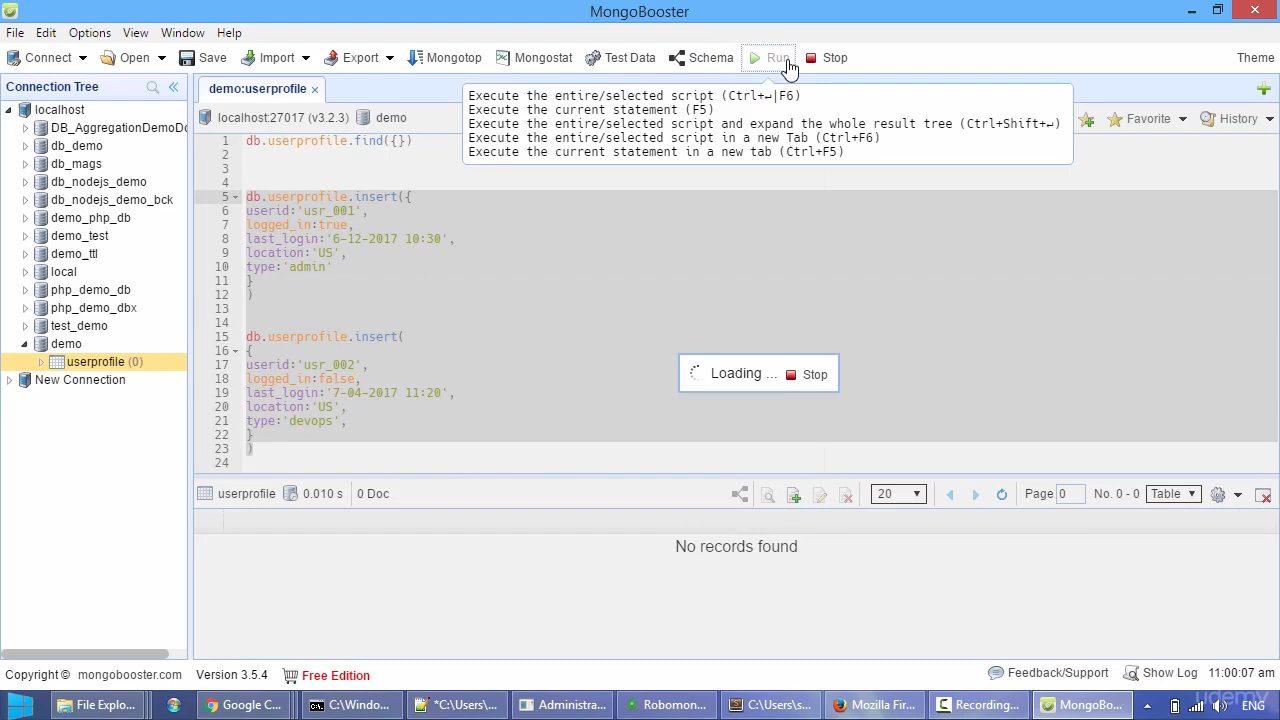 MongoBooster
File Edit Options View Window Help
Connect Open Save Import Export Mongotop Mongostat Test Data Schema Run Stop Theme
Connection Tree
demo:userprofile ×
Execute the entire/selected script (Ctrl+↵|F6)
Execute the current statement (F5)
Execute the entire/selected script and expand the whole result tree (Ctrl+Shift+↵)
Execute the entire/selected script in a new Tab (Ctrl+F6)
Execute the current statement in a new tab (Ctrl+F5)
localhost:27017 (v3.2.3) demo
Favorite History
localhost
DB_AggregationDemoDo
db_demo
db_mags
db_nodejs_demo
db_nodejs_demo_bck
demo_php_db
demo_test
demo_ttl
local
php_demo_db
php_demo_dbx
test_demo
demo
userprofile (0)
New Connection
1 db.userprofile.find({})
2
3
4
5 db.userprofile.insert({
6 userid:'usr_001',
7 logged_in:true,
8 last_login:'6-12-2017 10:30',
9 location:'US',
10 type:'admin'
11 }
12 )
13
14
15 db.userprofile.insert(
16 {
17 userid:'usr_002',
18 logged_in:false,
19 last_login:'7-04-2017 11:20',
20 location:'US',
21 type:'devops',
22 }
23 )
24
Loading ... Stop
userprofile 0.010 s 0 Doc 20 Page 0 No. 0 - 0 Table
No records found
Copyright © mongobooster.com Version 3.5.4 Free Edition Feedback/Support Show Log 11:00:07 am
File Explo... Google C... C:\Windo... *C:\Users\... Administra... Robomon... C:\Users\s... Mozilla Fir... Recording... MongoBo... ENG
udemy